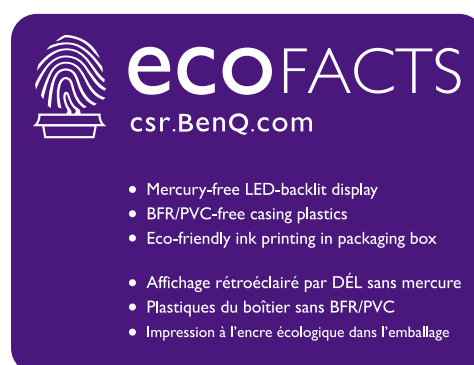 ecoFACTS
csr.BenQ.com
• Mercury-free LED-backlit display
• BFR/PVC-free casing plastics
• Eco-friendly ink printing in packaging box
• Affichage rétroéclairé par DÉL sans mercure
• Plastiques du boîtier sans BFR/PVC
• Impression à l'encre écologique dans l'emballage